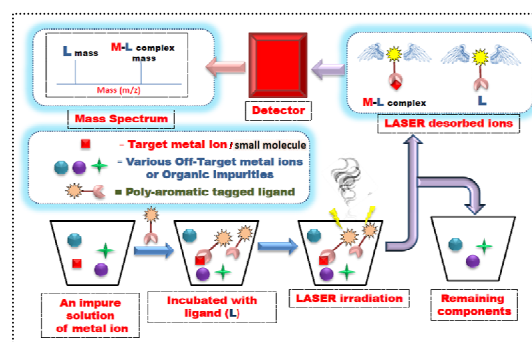 L mass
M-L complex
mass
Mass (m/z)
Mass Spectrum
Detector
M-L complex
L
LASER desorbed ions
- Target metal Ion / small molecule
- Various Off-Target metal ions
or Organic Impurities
= Poly-aromatic tagged ligand
An impure
solution
of metal ion
Incubated with
ligand (L)
LASER irradiation
Remaining
components